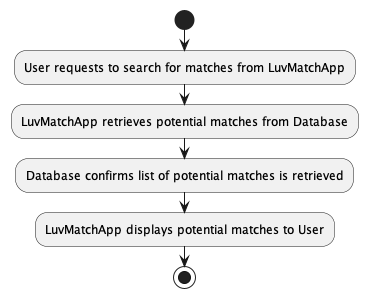 User requests to search for matches from LuvMatchApp
LuvMatchApp retrieves potential matches from Database
Database confirms list of potential matches is retrieved
LuvMatchApp displays potential matches to User